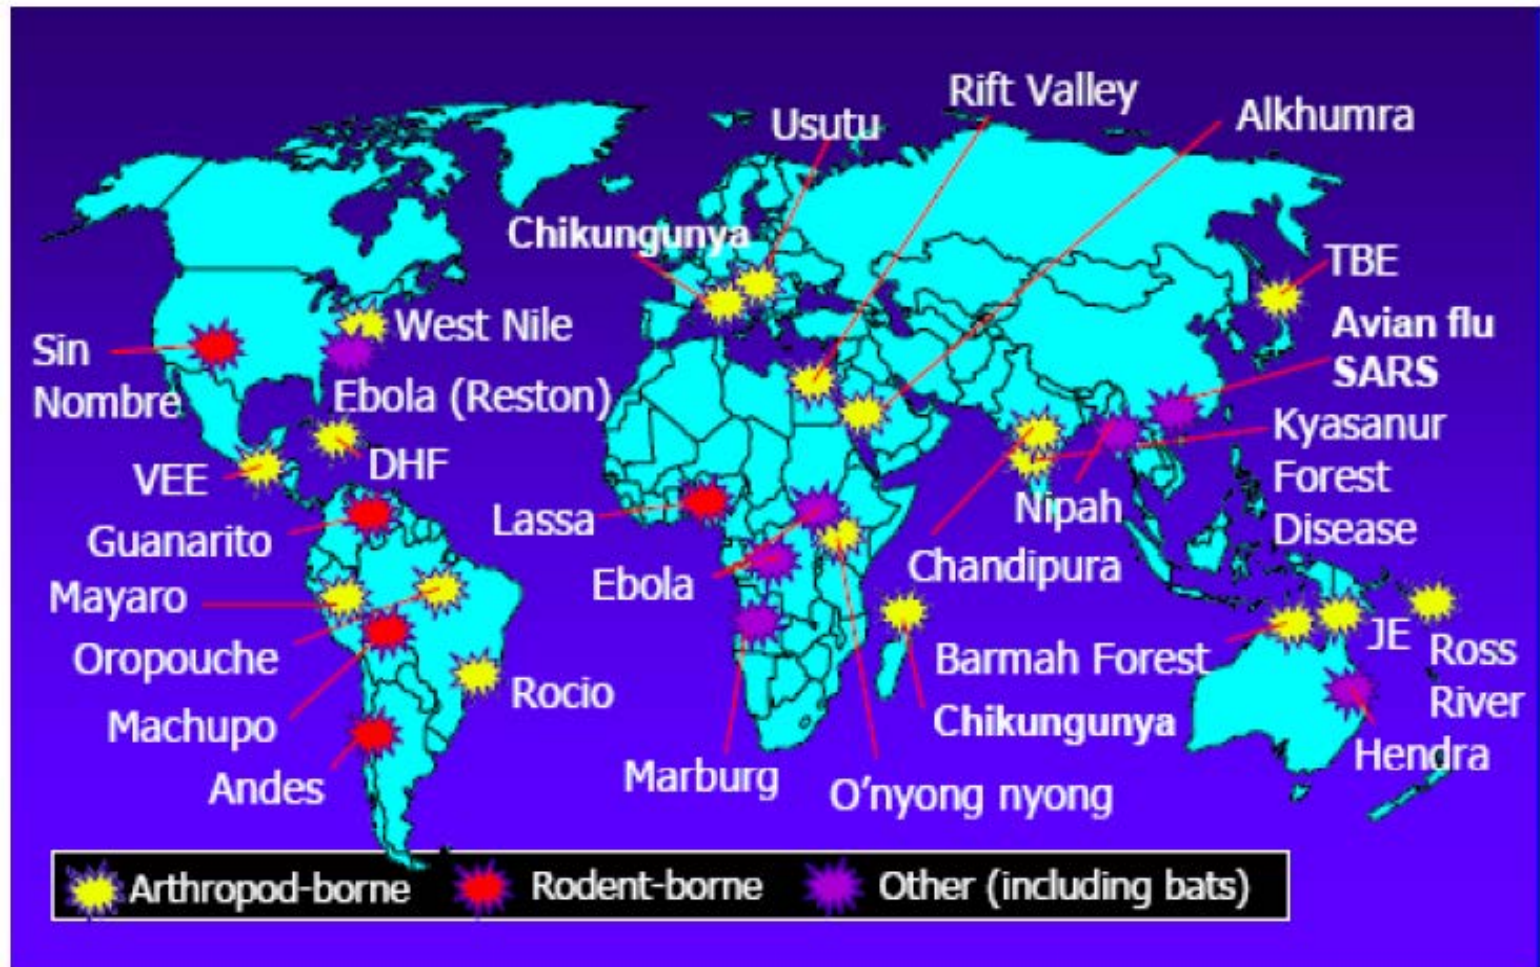 Rift Valley
Alkhumra
Usutu
Chikungunya
TBE
West Nile
Avian flu
SARS
Sin
Nombre
Ebola (Reston)
Kyasanur
Forest
Disease
DHF
VEE
Lassa
Nipah
Guanarito
Chandipura
Ebola
Mayaro
Oropouche
Barmah Forest
JE
Ross
River
Rocio
Machupo
Chikungunya
Hendra
Marburg
Andes
O'nyong nyong
Arthropod-borne
Rodent-borne
Other (including bats)